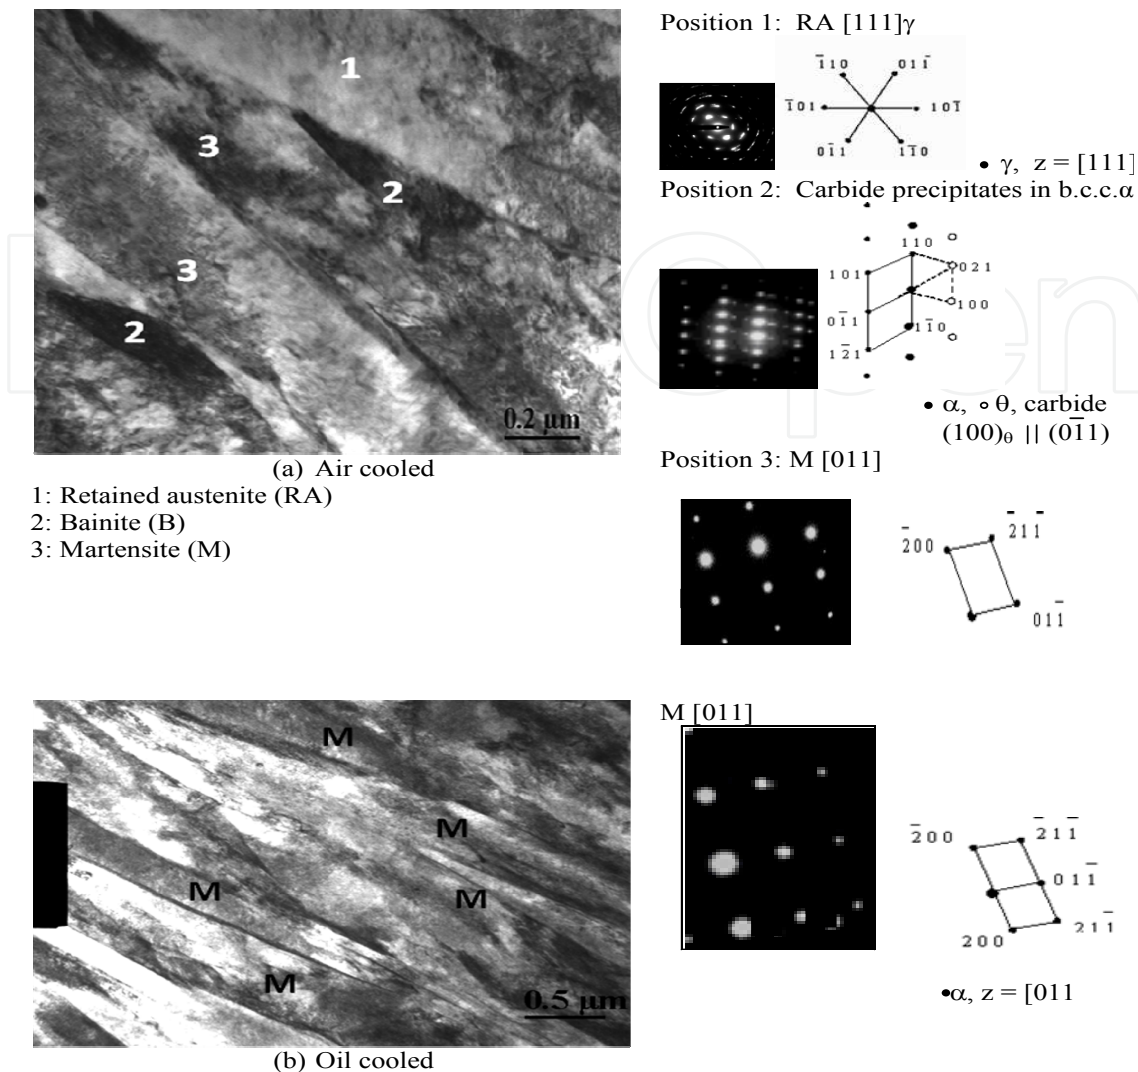 1
3
2
3
2
0.2 μm
(a) Air cooled
1: Retained austenite (RA)
2: Bainite (B)
3: Martensite (M)
Position 1: RA [111]γ
1̅10
011̅
1̅01
101̅
01̅1
11̅0
• γ, z = [111]
Position 2: Carbide precipitates in b.c.c.α
110
101
021
01̅1
100
11̅0
12̅1
• α, ∘ θ, carbide
(100)θ || (01̅1)
Position 3: M [011]
2̅00
2̅11̅
011̅
M
M
M
M
M
0.5 μm
(b) Oil cooled
M [011]
2̅00
2̅11̅
011̅
200
211̅
•α, z = [011
Open